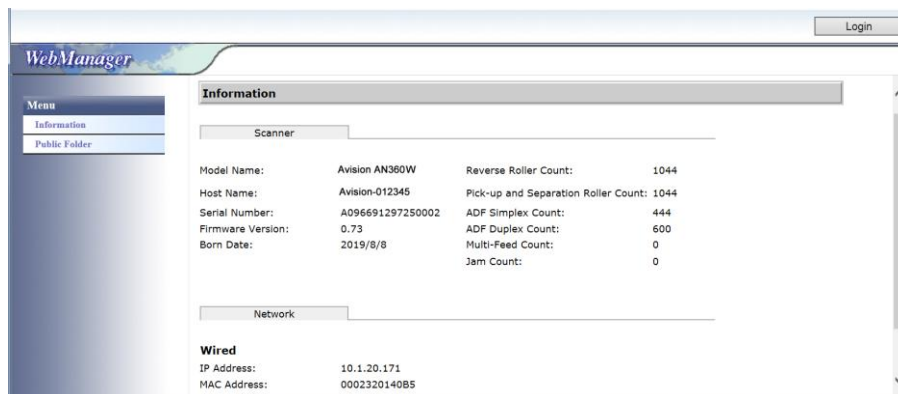 Login
WebManager
Menu
Information
Public Folder
Information
Scanner
Model Name: Avision AN360W Reverse Roller Count: 1044
Host Name: Avision-012345 Pick-up and Separation Roller Count: 1044
Serial Number: A096691297250002 ADF Simplex Count: 444
Firmware Version: 0.73 ADF Duplex Count: 600
Born Date: 2019/8/8 Multi-Feed Count: 0
Jam Count: 0
Network
Wired
IP Address: 10.1.20.171
MAC Address: 0002320140B5